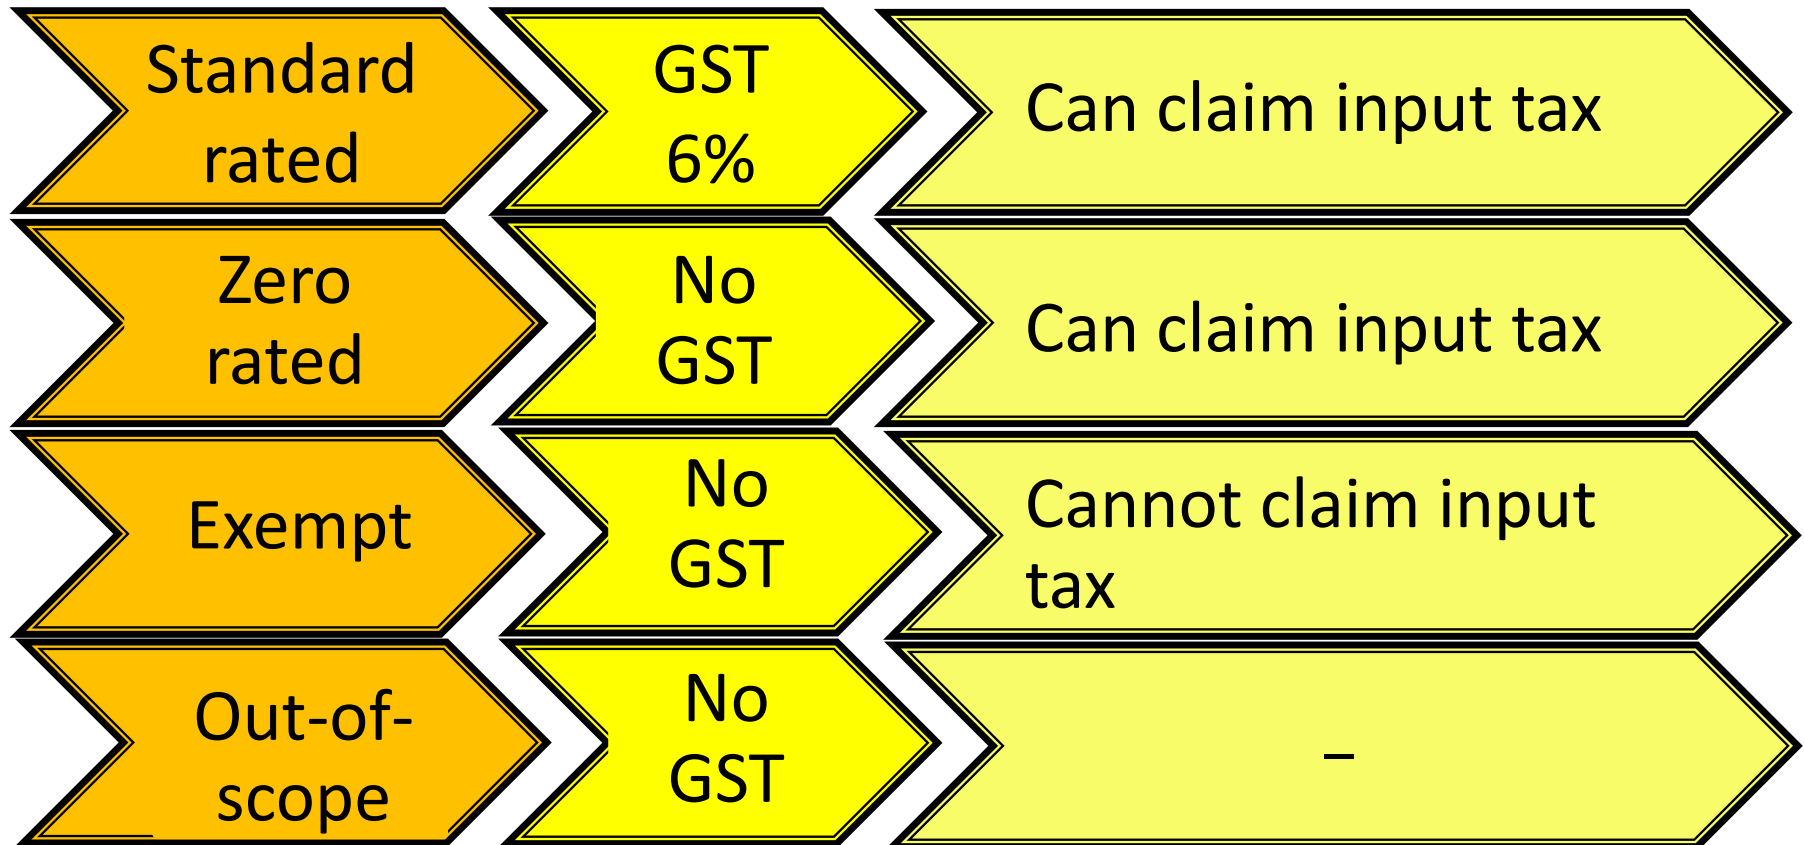 Standard
rated
GST
6%
Can claim input tax
Zero
rated
No
GST
Can claim input tax
Exempt
No
GST
Cannot claim input
tax
Out-of-
scope
No
GST
–